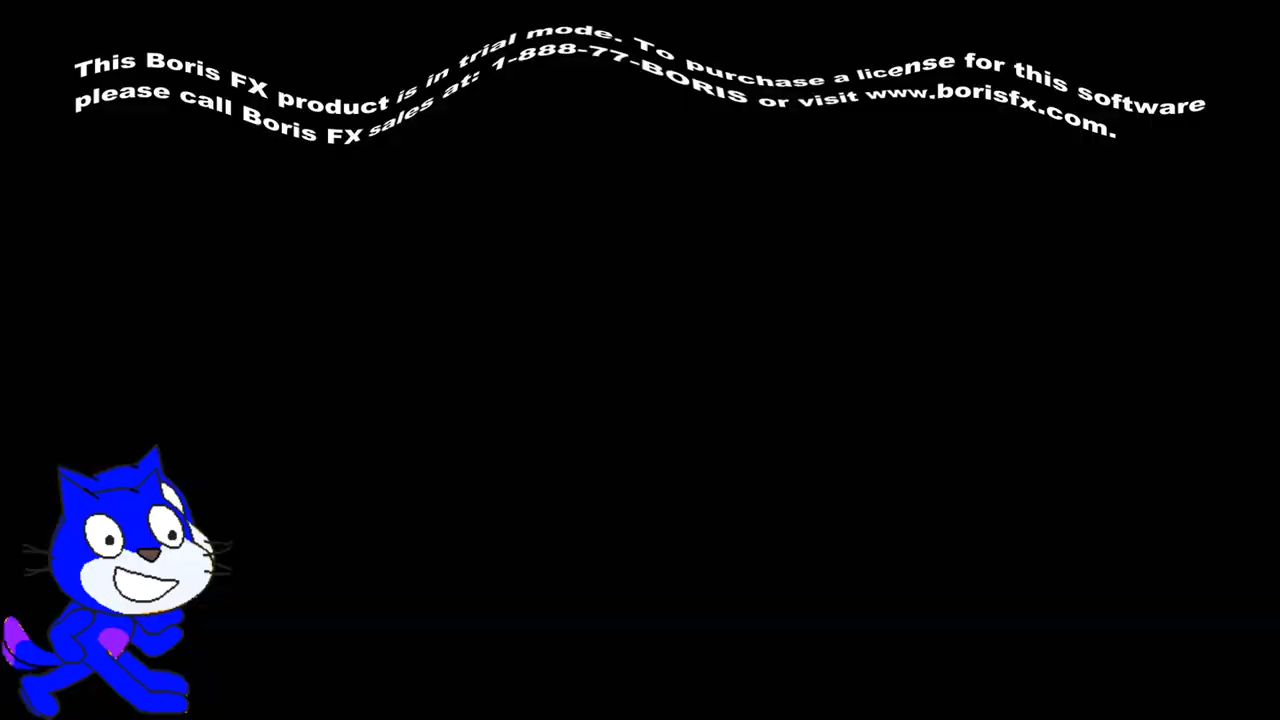 This Boris FX product is in trial mode. To purchase a license for this software
please call Boris FX sales at: 1-888-77-BORIS or visit www.borisfx.com.